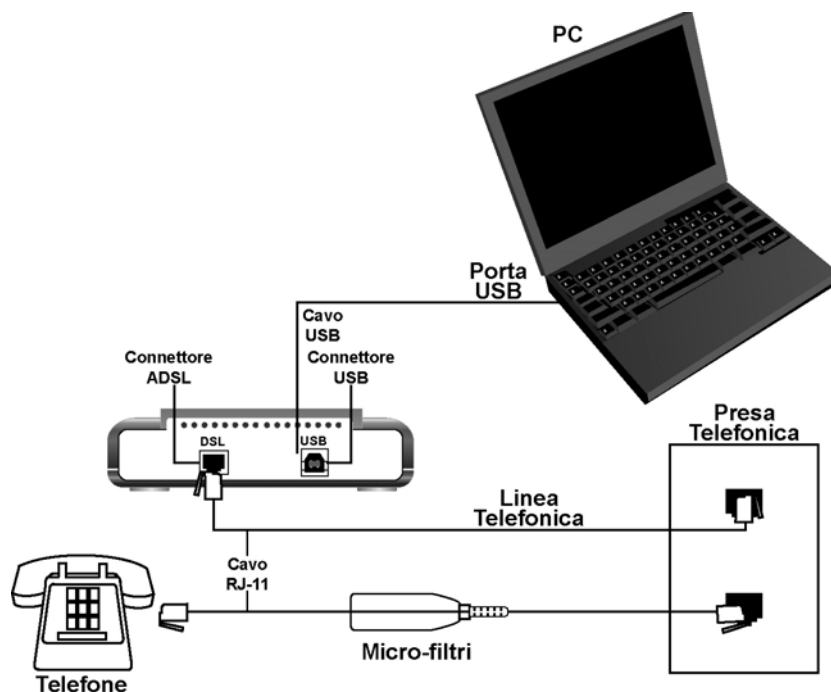 PC
Porta
USB
Cavo
USB
Connettore
ADSL
Connettore
USB
Presa
Telefonica
DSL
USB
Linea
Telefonica
Cavo
RJ-11
Micro-filtri
Telefone